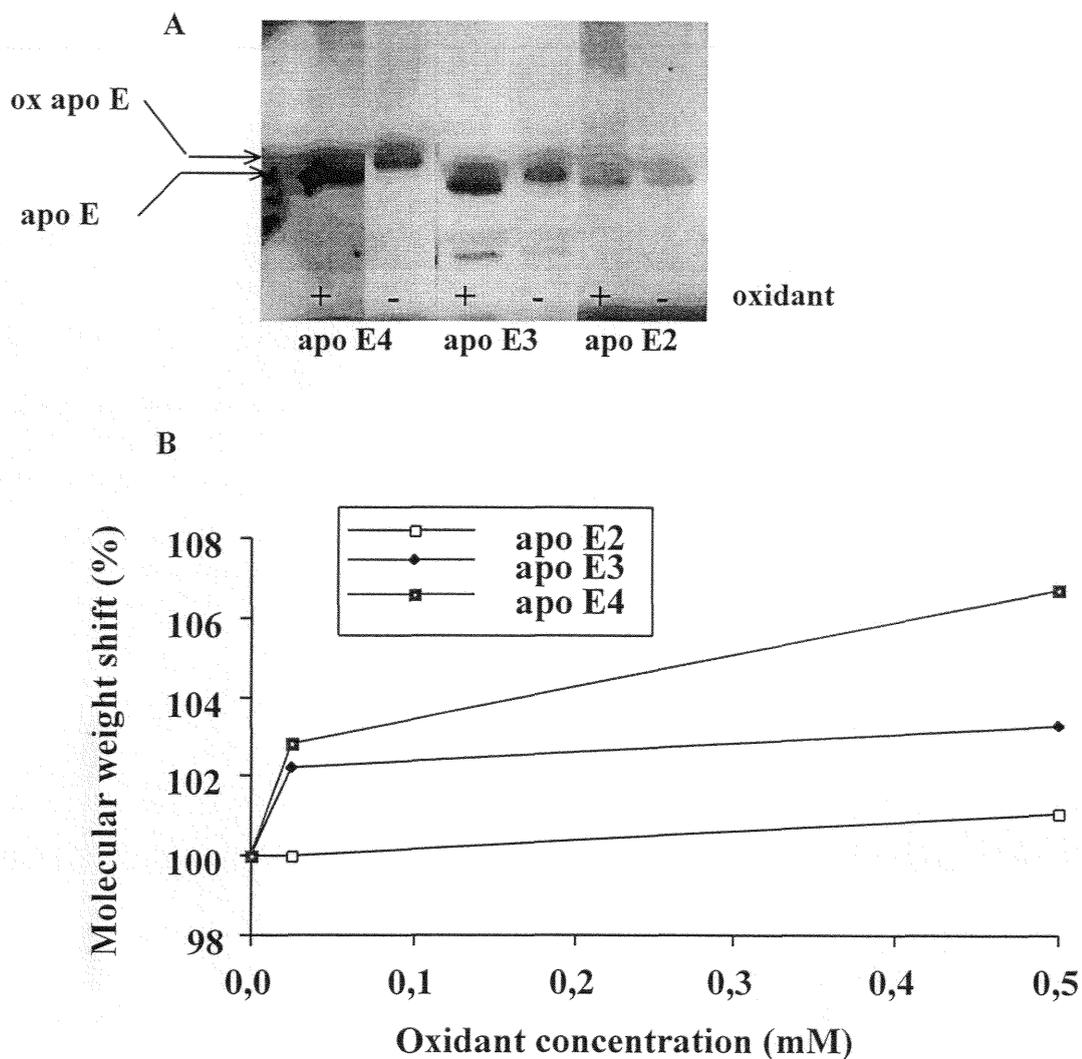 A
ox apo E
apo E
+ - + - + - oxidant
apo E4 apo E3 apo E2
B
Molecular weight shift (%)
108
106
104
102
100
98
apo E2
apo E3
apo E4
0,0 0,1 0,2 0,3 0,4 0,5
Oxidant concentration (mM)